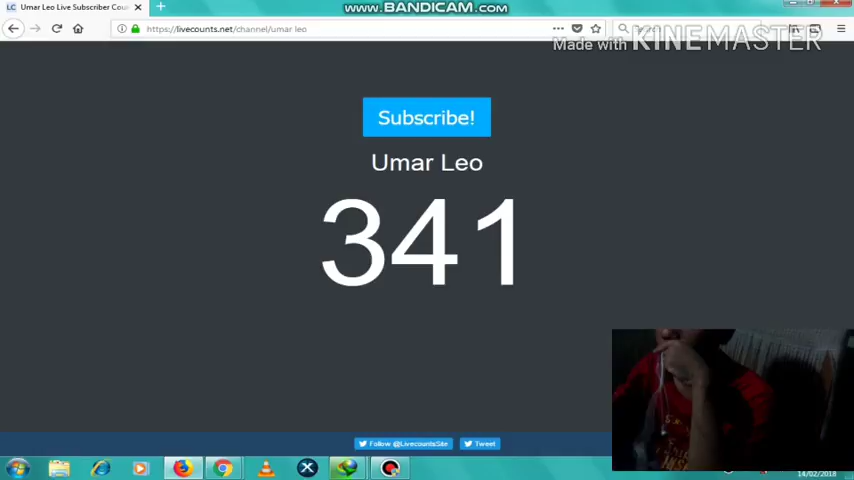 www.BANDICAM.com
LC Umar Leo Live Subscriber Cou
https://livecounts.net/channel/umar leo
Made with KINEMASTER
Subscribe!
Umar Leo
341
Follow @LivecountsSite
Tweet
14/02/2018